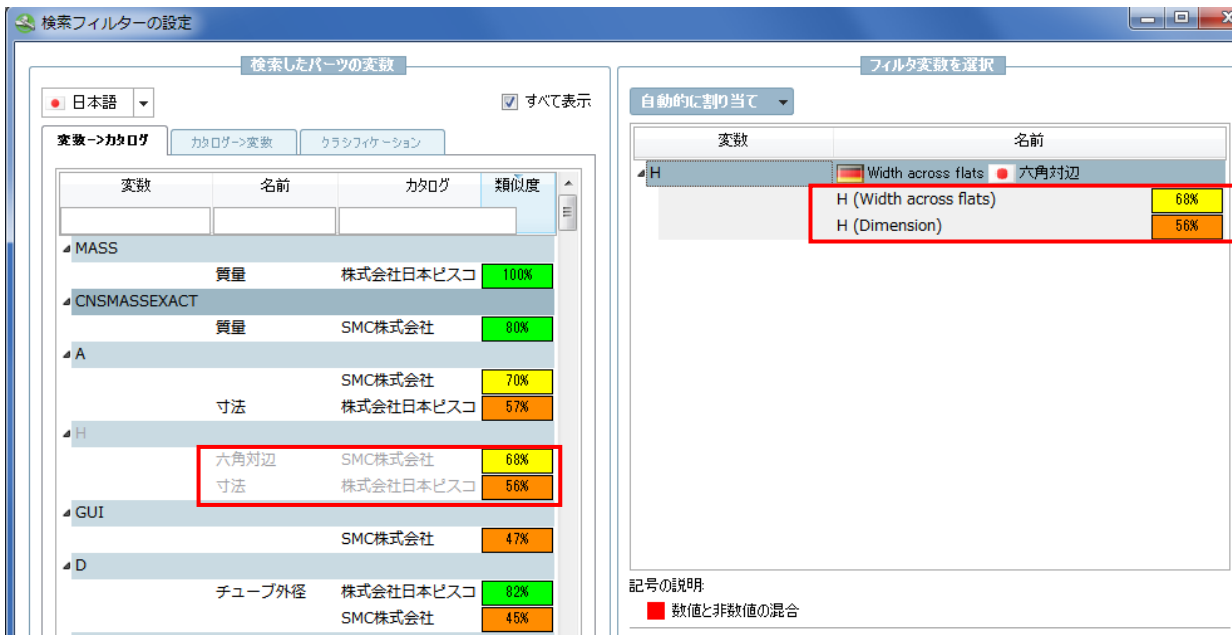 検索フィルターの設定
検索したパーツの変数
日本語
すべて表示
変数->カタログ
カタログ->変数
クラシフィケーション
変数 名前 カタログ 類似度
MASS
質量 株式会社日本ピスコ 100%
CNSMASSEXACT
質量 SMC株式会社 80%
A
SMC株式会社 70%
寸法 株式会社日本ピスコ 57%
H
六角対辺 SMC株式会社 68%
寸法 株式会社日本ピスコ 56%
GUI
SMC株式会社 47%
D
チューブ外径 株式会社日本ピスコ 82%
SMC株式会社 45%
フィルタ変数を選択
自動的に割り当て
変数 名前
H Width across flats 六角対辺
H (Width across flats) 68%
H (Dimension) 56%
記号の説明:
数値と非数値の混合